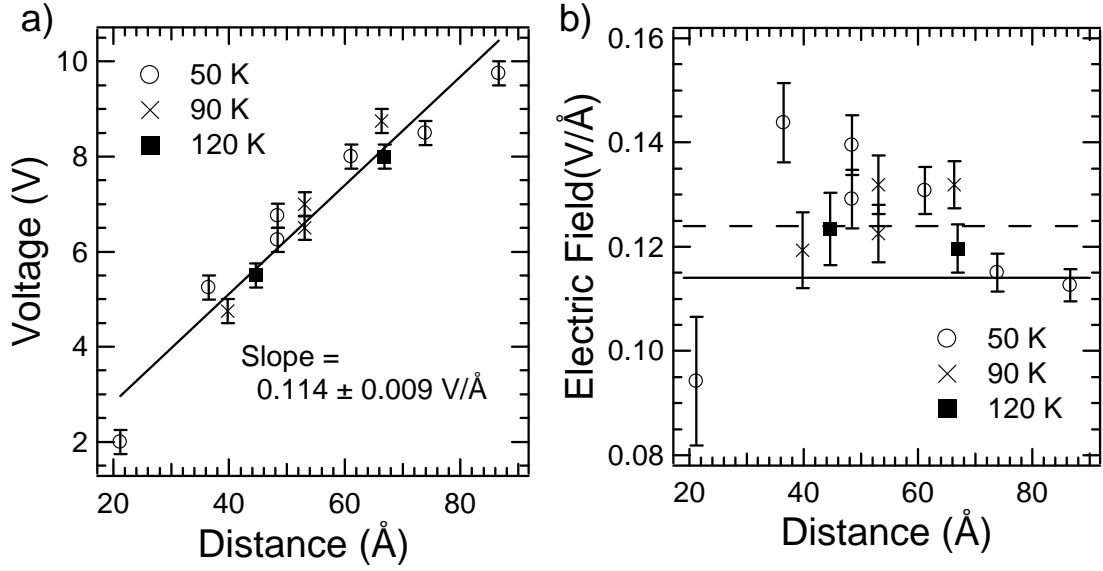 a)
10
8
6
4
2
Voltage (V)
50 K
90 K
120 K
Slope =
0.114 ± 0.009 V/Å
20 40 60 80
Distance (Å)
b)
0.16
0.14
0.12
0.10
0.08
Electric Field(V/Å)
50 K
90 K
120 K
20 40 60 80
Distance (Å)